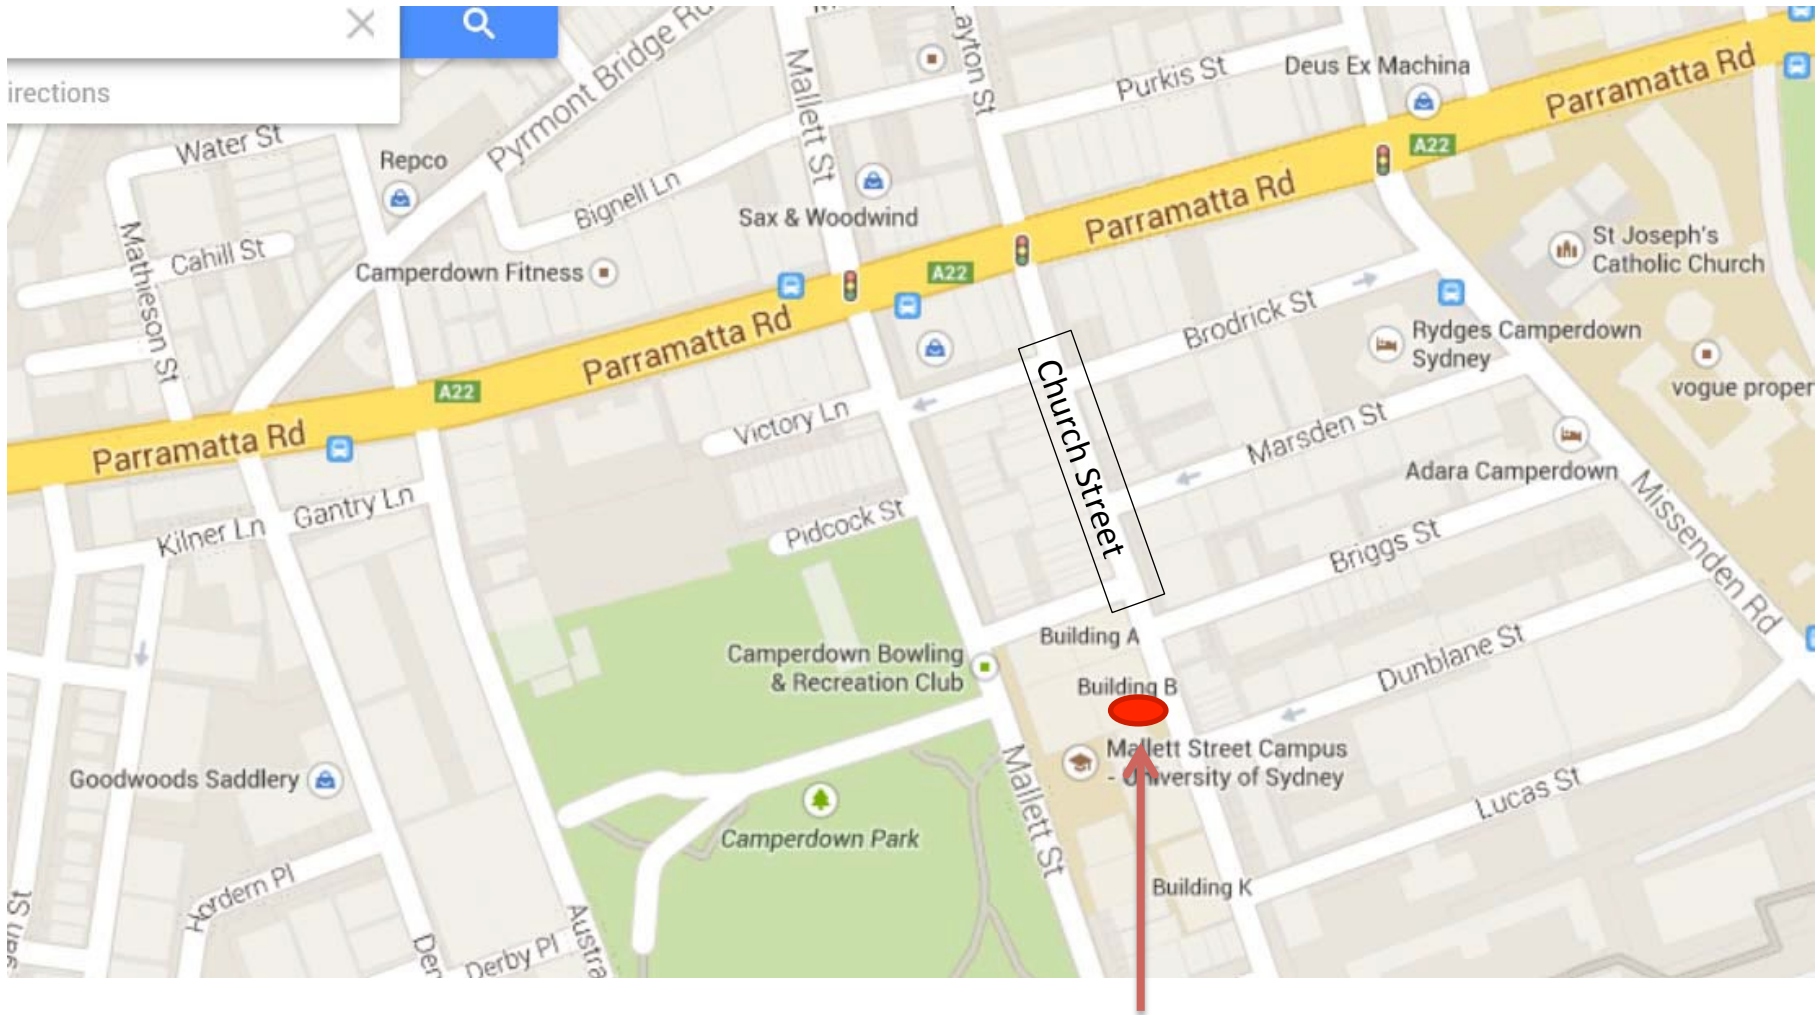 irections
Water St
Repco
Pyrmont Bridge Rd
Mallett St
ayton St
Purkis St
Deus Ex Machina
Parramatta Rd
A22
Bignell Ln
Sax & Woodwind
Parramatta Rd
St Joseph's
Catholic Church
Mathieson St
Cahill St
Camperdown Fitness
A22
Parramatta Rd
Brodrick St
Rydges Camperdown
Sydney
vogue proper
A22
Parramatta Rd
Victory Ln
Church Street
Marsden St
Adara Camperdown
Kilner Ln
Gantry Ln
Pidcock St
Briggs St
Missenden Rd
Building A
Camperdown Bowling
& Recreation Club
Building B
Dunblane St
Mallett Street Campus
- University of Sydney
Goodwoods Saddlery
Camperdown Park
Mallett St
Lucas St
Hordern Pl
Building K
Derby Pl
Austra
Der